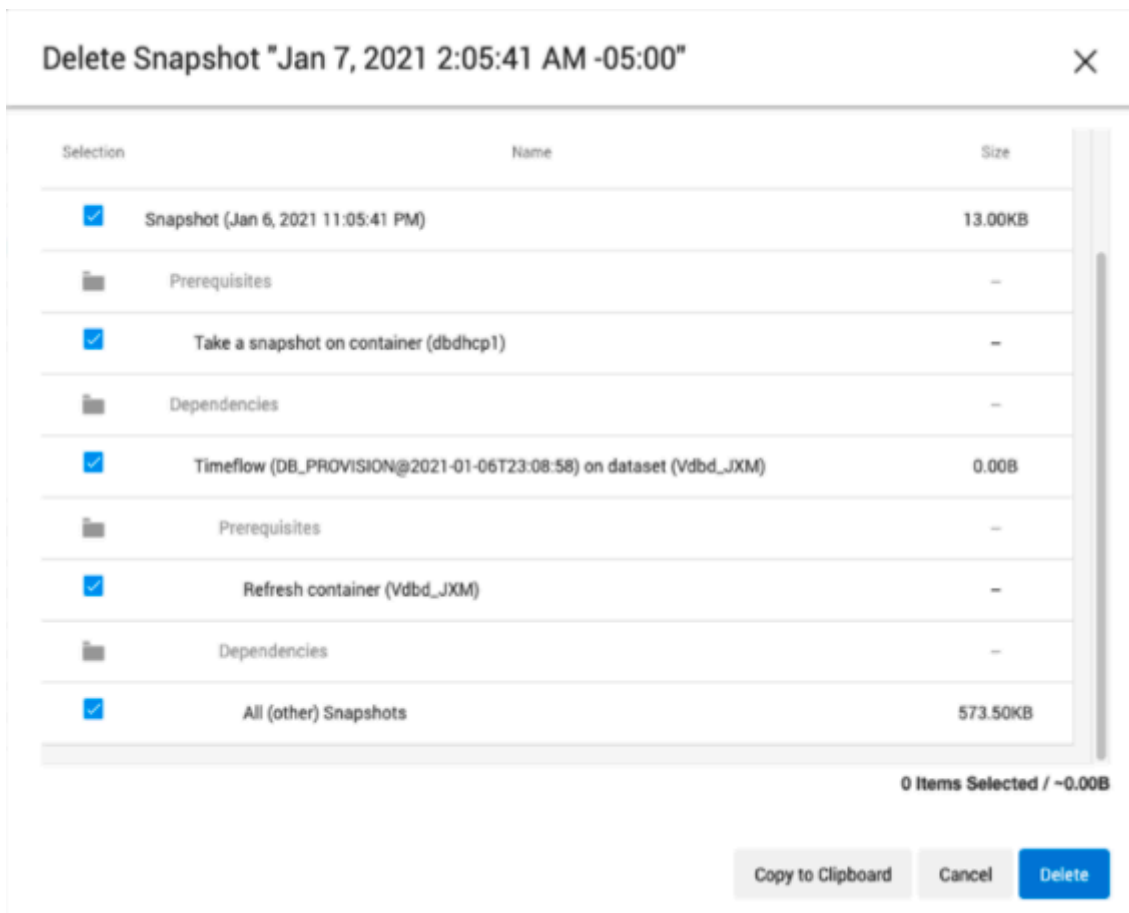 Delete Snapshot "Jan 7, 2021 2:05:41 AM -05:00"
Selection Name Size
Snapshot (Jan 6, 2021 11:05:41 PM) 13.00KB
Prerequisites –
Take a snapshot on container (dbdhcp1) –
Dependencies –
Timeflow (DB_PROVISION@2021-01-06T23:08:58) on dataset (Vdbd_JXM) 0.00B
Prerequisites –
Refresh container (Vdbd_JXM) –
Dependencies –
All (other) Snapshots 573.50KB
0 Items Selected / ~0.00B
Copy to Clipboard Cancel Delete